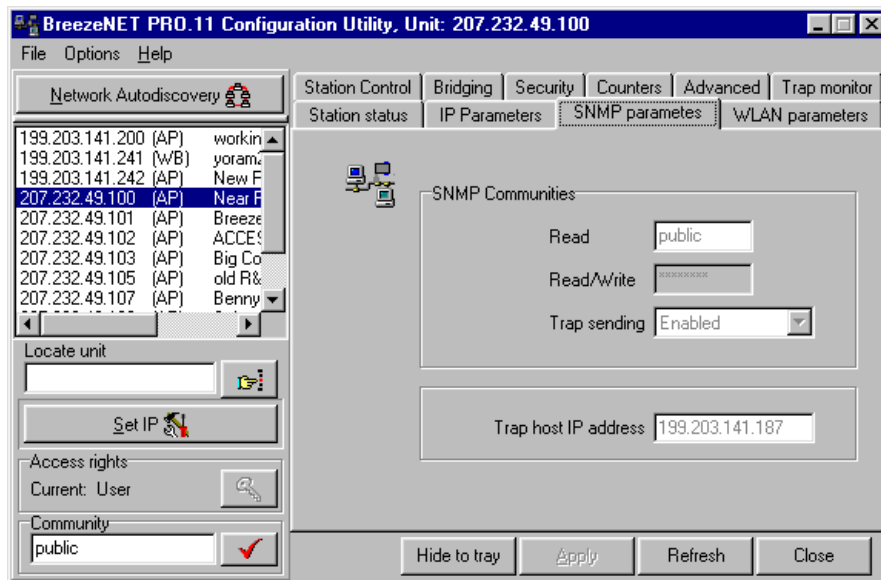 BreezeNET PRO.11 Configuration Utility, Unit: 207.232.49.100
File Options Help
Network Autodiscovery
199.203.141.200 (AP) workin
199.203.141.241 (WB) yoram
199.203.141.242 (AP) New F
207.232.49.100 (AP) Near F
207.232.49.101 (AP) Breeze
207.232.49.102 (AP) ACCES
207.232.49.103 (AP) Big Co
207.232.49.105 (AP) old R&
207.232.49.107 (AP) Benny
Locate unit
Set IP
Access rights
Current: User
Community
public
Station Control Bridging Security Counters Advanced Trap monitor
Station status IP Parameters SNMP parametes WLAN parameters
SNMP Communities
Read public
Read/Write ********
Trap sending Enabled
Trap host IP address 199.203.141.187
Hide to tray Apply Refresh Close